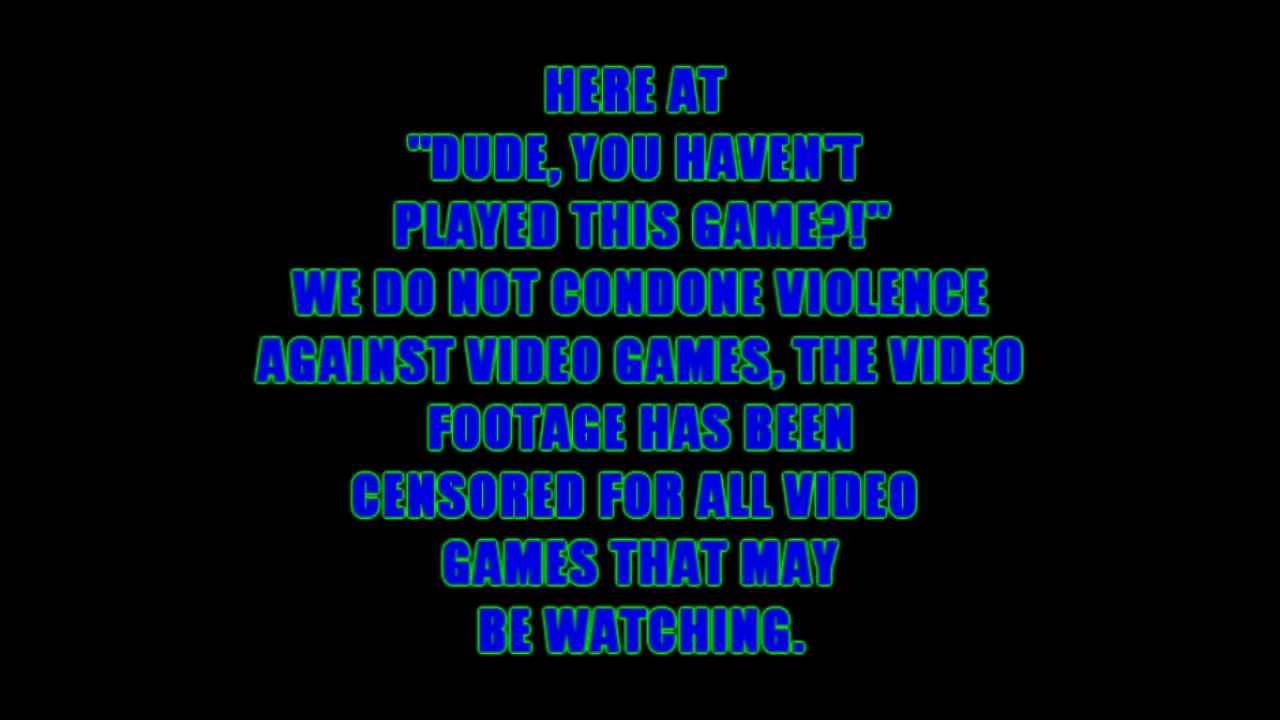 HERE AT
"DUDE, YOU HAVEN'T
PLAYED THIS GAME?!"
WE DO NOT CONDONE VIOLENCE
AGAINST VIDEO GAMES, THE VIDEO
FOOTAGE HAS BEEN
CENSORED FOR ALL VIDEO
GAMES THAT MAY
BE WATCHING.